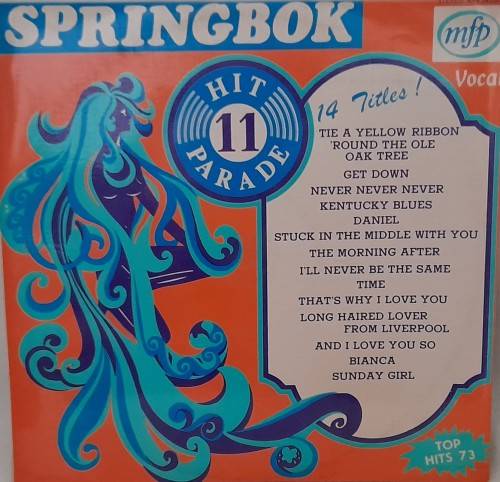 SPRINGBOK
HIT
11
PARADE
mfp
Vocal
14 Titles!
TIE A YELLOW RIBBON
'ROUND THE OLE
OAK TREE
GET DOWN
NEVER NEVER NEVER
KENTUCKY BLUES
DANIEL
STUCK IN THE MIDDLE WITH YOU
THE MORNING AFTER
I'LL NEVER BE THE SAME
TIME
THAT'S WHY I LOVE YOU
LONG HAIRED LOVER
FROM LIVERPOOL
AND I LOVE YOU SO
BIANCA
SUNDAY GIRL
TOP
HITS 73